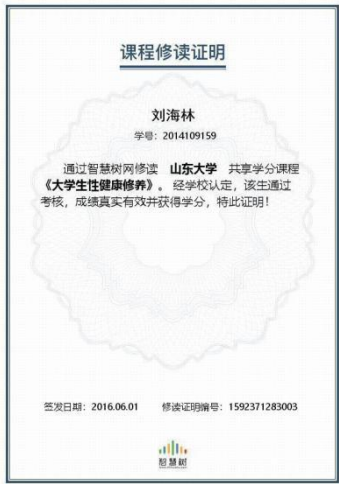 课程修读证明
刘海林
学号：2014109159
通过智慧树网修读 山东大学 共享学分课程
《大学生性健康修养》。经学校认定，该生通过
考核，成绩真实有效并获得学分，特此证明！
签发日期：2016.06.01 修读证明编号：1592371283003
智慧树